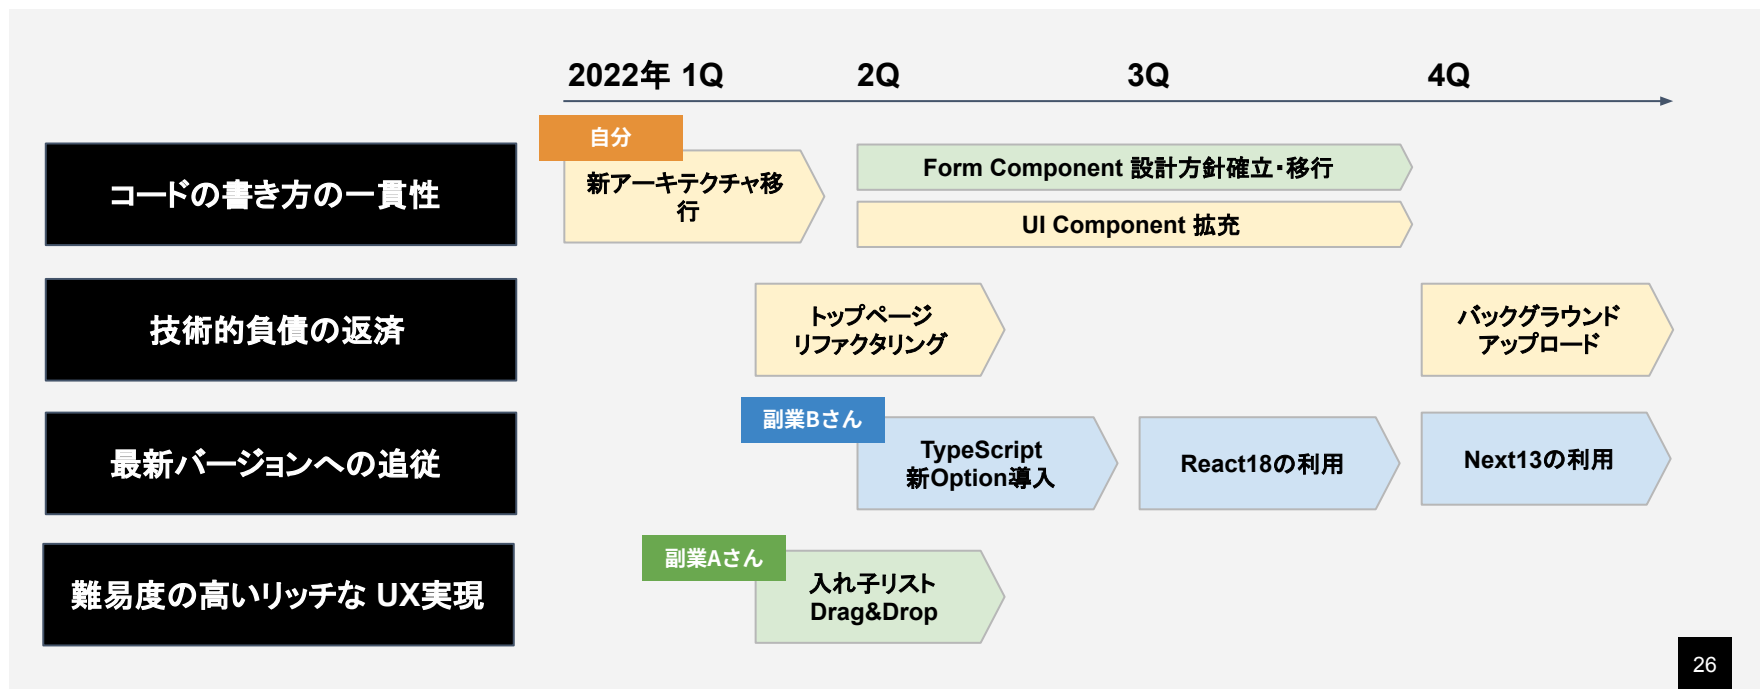 2022年 1Q 2Q 3Q 4Q
コードの書き方の一貫性
自分
新アーキテクチャ移
行
Form Component 設計方針確立・移行
UI Component 拡充
技術的負債の返済
トップページ
リファクタリング
バックグラウンド
アップロード
最新バージョンへの追従
副業Bさん
TypeScript
新Option導入
React18の利用
Next13の利用
難易度の高いリッチな UX実現
副業Aさん
入れ子リスト
Drag&Drop
26